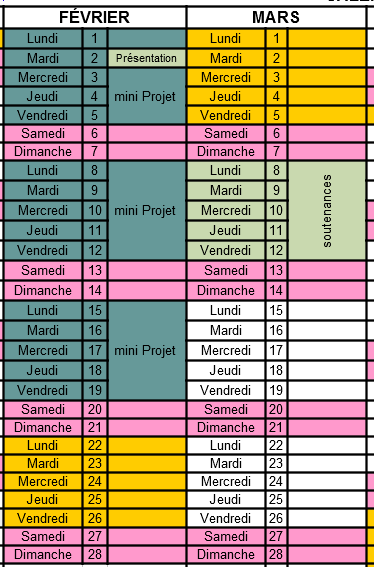 FÉVRIER MARS
Lundi 1 Lundi 1
Mardi 2 Présentation Mardi 2
Mercredi 3 Mercredi 3
Jeudi 4 mini Projet Jeudi 4
Vendredi 5 Vendredi 5
Samedi 6 Samedi 6
Dimanche 7 Dimanche 7
Lundi 8 Lundi 8
Mardi 9 Mardi 9
Mercredi 10 mini Projet Mercredi 10 soutenances
Jeudi 11 Jeudi 11
Vendredi 12 Vendredi 12
Samedi 13 Samedi 13
Dimanche 14 Dimanche 14
Lundi 15 Lundi 15
Mardi 16 Mardi 16
Mercredi 17 mini Projet Mercredi 17
Jeudi 18 Jeudi 18
Vendredi 19 Vendredi 19
Samedi 20 Samedi 20
Dimanche 21 Dimanche 21
Lundi 22 Lundi 22
Mardi 23 Mardi 23
Mercredi 24 Mercredi 24
Jeudi 25 Jeudi 25
Vendredi 26 Vendredi 26
Samedi 27 Samedi 27
Dimanche 28 Dimanche 28